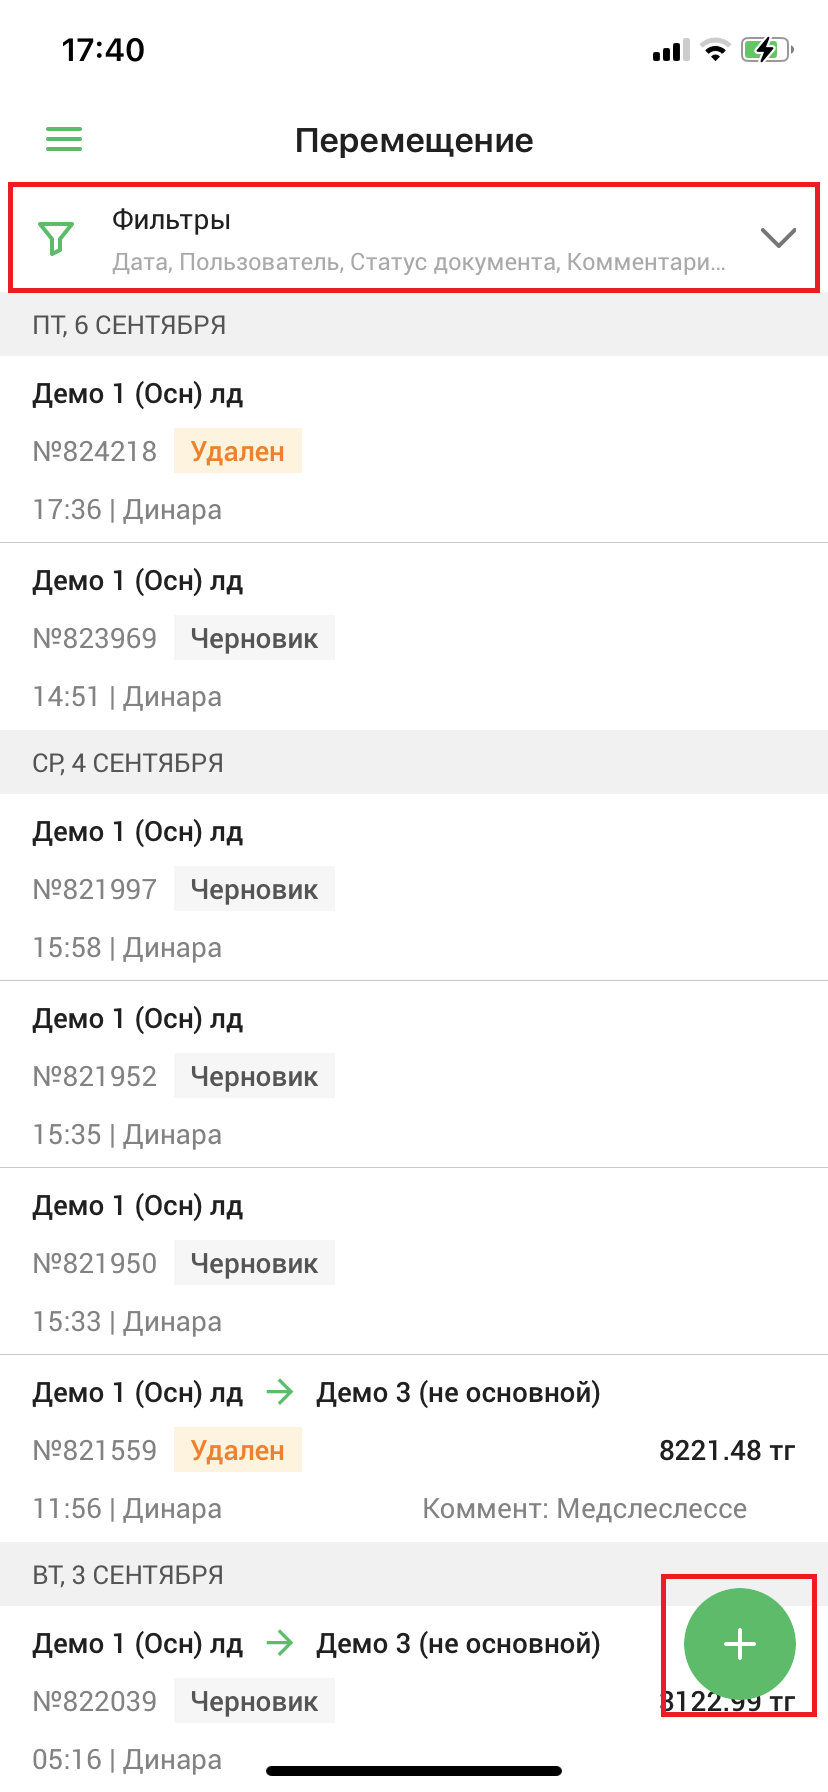 17:40
Перемещение
Фильтры
Дата, Пользователь, Статус документа, Комментари...
ПТ, 6 СЕНТЯБРЯ
Демо 1 (Осн) лд
№824218 Удален
17:36 | Динара
Демо 1 (Осн) лд
№823969 Черновик
14:51 | Динара
СР, 4 СЕНТЯБРЯ
Демо 1 (Осн) лд
№821997 Черновик
15:58 | Динара
Демо 1 (Осн) лд
№821952 Черновик
15:35 | Динара
Демо 1 (Осн) лд
№821950 Черновик
15:33 | Динара
Демо 1 (Осн) лд → Демо 3 (не основной)
№821559 Удален 8221.48 тг
11:56 | Динара Коммент: Медслеслессе
ВТ, 3 СЕНТЯБРЯ
Демо 1 (Осн) лд → Демо 3 (не основной)
№822039 Черновик 3122.99 тг
05:16 | Динара